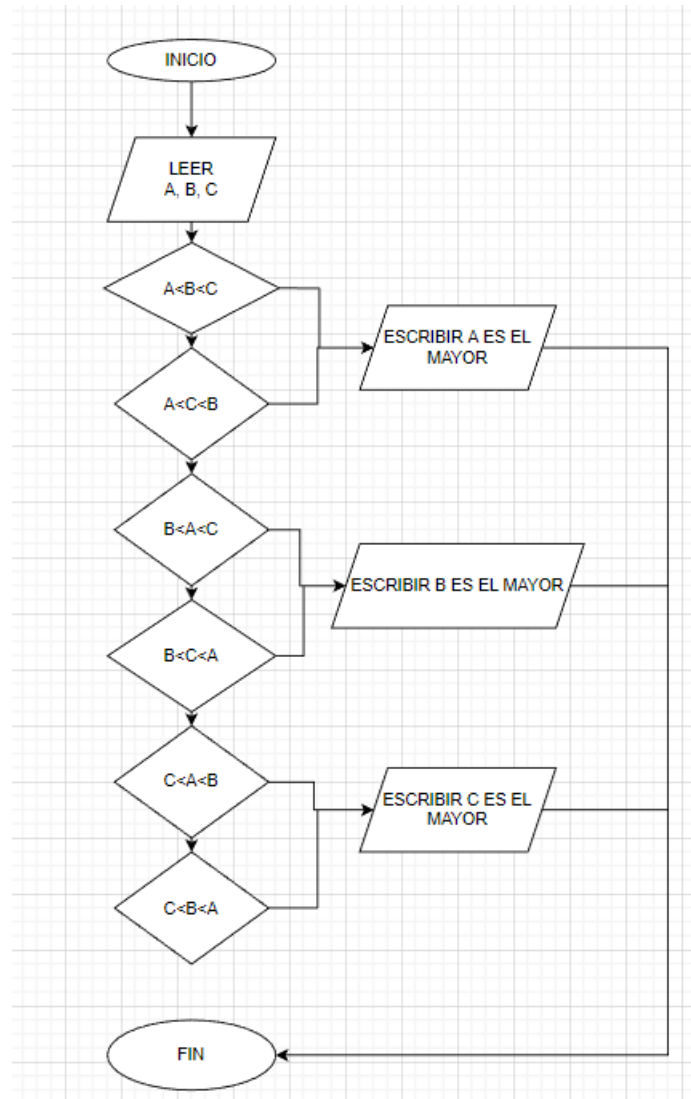 INICIO
LEER
A, B, C
A<B<C
ESCRIBIR A ES EL
MAYOR
A<C<B
B<A<C
ESCRIBIR B ES EL MAYOR
B<C<A
C<A<B
ESCRIBIR C ES EL
MAYOR
C<B<A
FIN